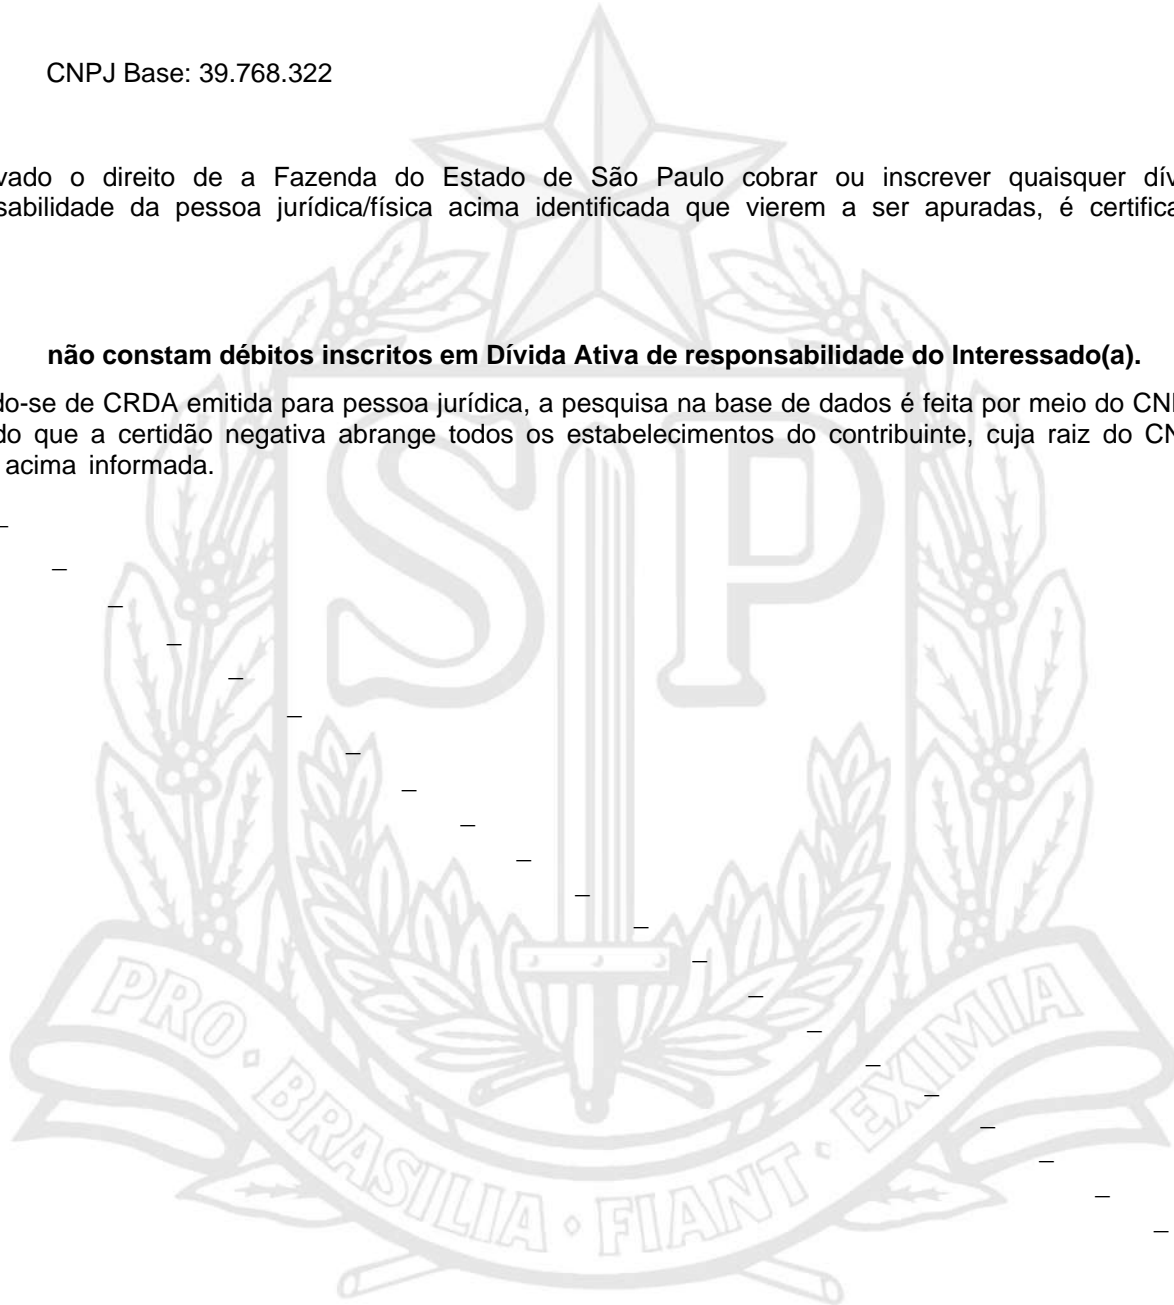 CNPJ Base: 39.768.322
vado o direito de a Fazenda do Estado de São Paulo cobrar ou inscrever quaisquer dív
sabilidade da pessoa jurídica/física acima identificada que vierem a ser apuradas, é certifica
não constam débitos inscritos em Dívida Ativa de responsabilidade do Interessado(a).
do-se de CRDA emitida para pessoa jurídica, a pesquisa na base de dados é feita por meio do CN
do que a certidão negativa abrange todos os estabelecimentos do contribuinte, cuja raiz do CN
acima informada.
SP
PRO BRASILIA FIANT EXIMIA